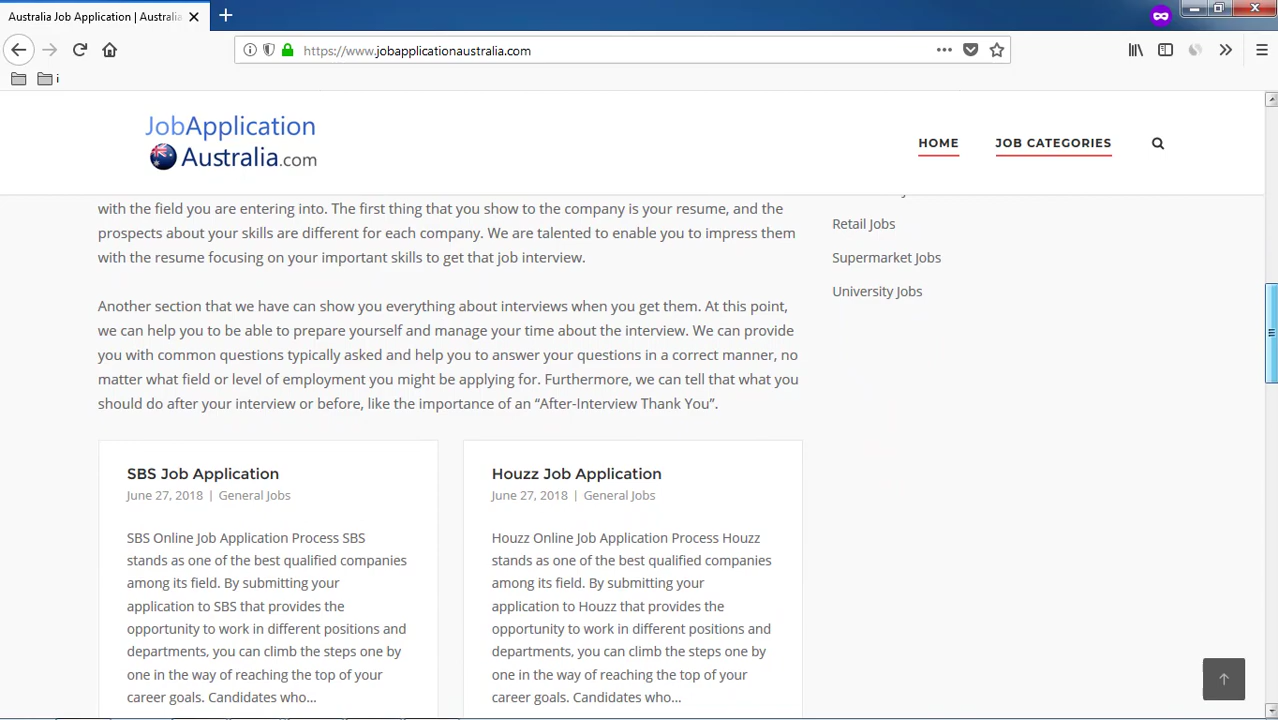 Australia Job Application | Australia
https://www.jobapplicationaustralia.com
i
JobApplication
Australia.com
HOME
JOB CATEGORIES
with the field you are entering into. The first thing that you show to the company is your resume, and the
prospects about your skills are different for each company. We are talented to enable you to impress them
with the resume focusing on your important skills to get that job interview.
Another section that we have can show you everything about interviews when you get them. At this point,
we can help you to be able to prepare yourself and manage your time about the interview. We can provide
you with common questions typically asked and help you to answer your questions in a correct manner, no
matter what field or level of employment you might be applying for. Furthermore, we can tell that what you
should do after your interview or before, like the importance of an “After-Interview Thank You”.
Retail Jobs
Supermarket Jobs
University Jobs
SBS Job Application
June 27, 2018 | General Jobs
SBS Online Job Application Process SBS
stands as one of the best qualified companies
among its field. By submitting your
application to SBS that provides the
opportunity to work in different positions and
departments, you can climb the steps one by
one in the way of reaching the top of your
career goals. Candidates who...
Houzz Job Application
June 27, 2018 | General Jobs
Houzz Online Job Application Process Houzz
stands as one of the best qualified companies
among its field. By submitting your
application to Houzz that provides the
opportunity to work in different positions and
departments, you can climb the steps one by
one in the way of reaching the top of your
career goals. Candidates who...